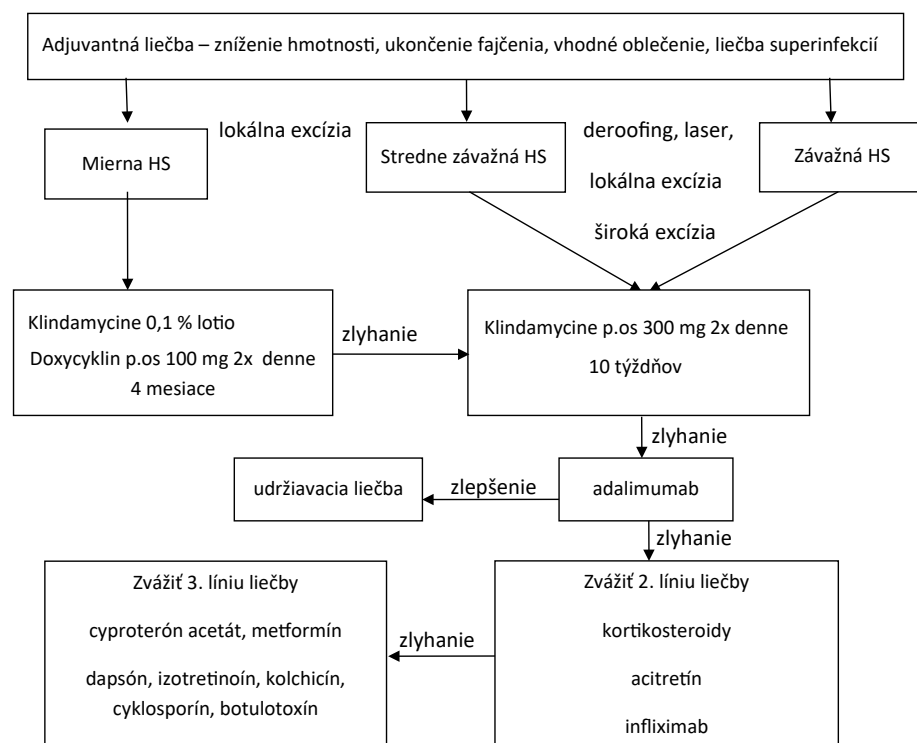 Adjuvantná liečba – zníženie hmotnosti, ukončenie fajčenia, vhodné oblečenie, liečba superinfekcií
lokálna excízia
deroofing, laser,
lokálna excízia
široká excízia
Mierna HS
Stredne závažná HS
Závažná HS
Klindamycine 0,1 % lotio
Doxycyklin p.os 100 mg 2x denne
4 mesiace
zlyhanie
Klindamycine p.os 300 mg 2x denne
10 týždňov
zlyhanie
udržiavacia liečba
zlepšenie
adalimumab
zlyhanie
Zvážiť 3. líniu liečby
cyproterón acetát, metformín
dapsón, izotretinoín, kolchicín,
cyklosporín, botulotoxín
zlyhanie
Zvážiť 2. líniu liečby
kortikosteroidy
acitretín
infliximab